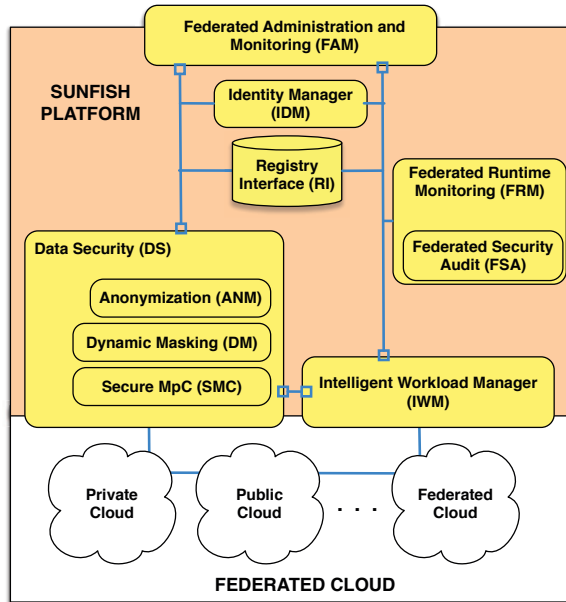 Federated Administration and
Monitoring (FAM)
SUNFISH
PLATFORM
Identity Manager
(IDM)
Registry
Interface (RI)
Federated Runtime
Monitoring (FRM)
Federated Security
Audit (FSA)
Data Security (DS)
Anonymization (ANM)
Dynamic Masking (DM)
Secure MpC (SMC)
Intelligent Workload Manager
(IWM)
Private
Cloud
Public
Cloud
. . .
Federated
Cloud
FEDERATED CLOUD